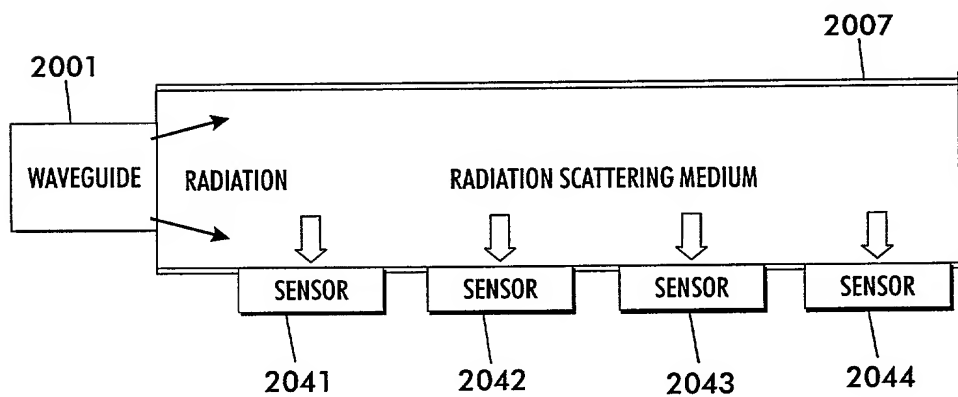 2007
2001
WAVEGUIDE
RADIATION
RADIATION SCATTERING MEDIUM
SENSOR
SENSOR
SENSOR
SENSOR
2041
2042
2043
2044